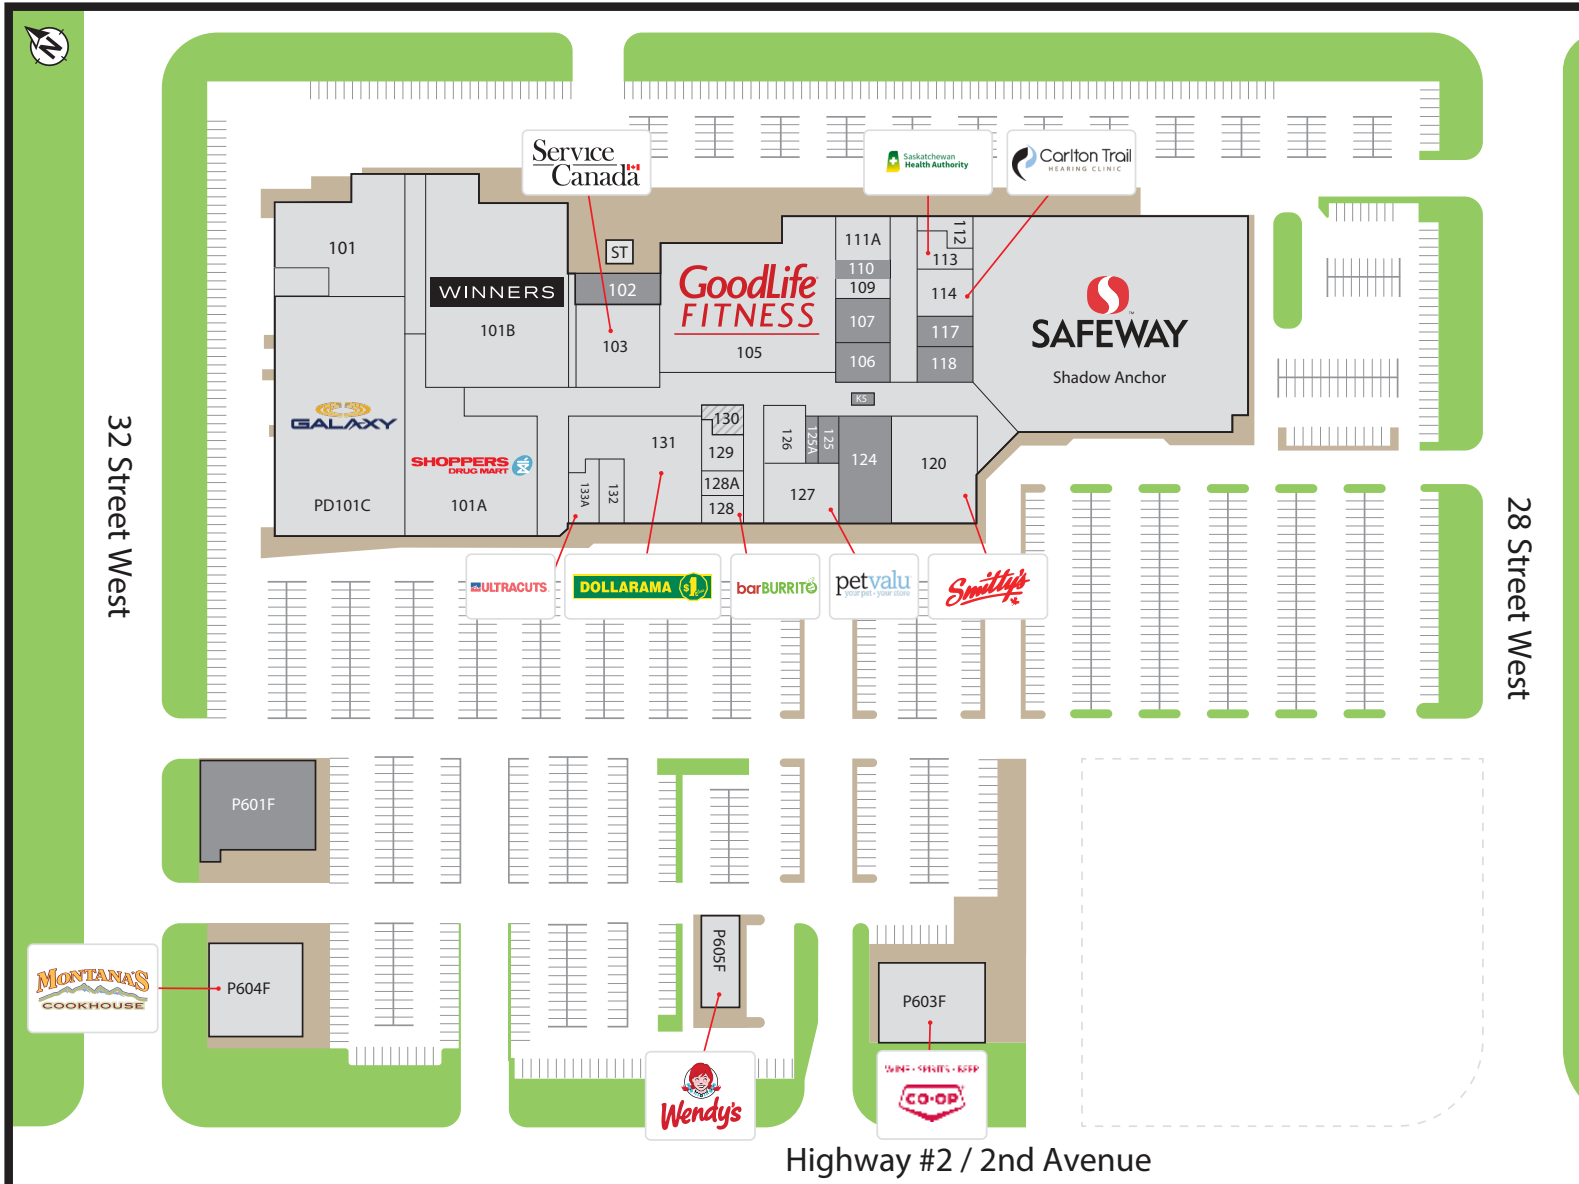 N
Service
Canada
Saskatchewan
Health Authority
Carlton Trail
HEARING CLINIC
101
ST
111A
112
113
WINNERS
102
GoodLife
FITNESS
110
109
114
101B
103
105
107
106
117
118
SAFEWAY
Shadow Anchor
KS
GALAXY
SHOPPERS
DRUG MART
PD101C
101A
131
130
129
128A
128
133A
132
126
125A
125
124
120
127
ULTRACUTS
DOLLARAMA $1
barBURRITO
petvalu
your pet • your store
Smitty's
32 Street West
28 Street West
P601F
MONTANA'S
COOKHOUSE
P604F
P605F
P603F
Wendy's
WINE • SPIRITS • BEER
CO-OP
Highway #2 / 2nd Avenue